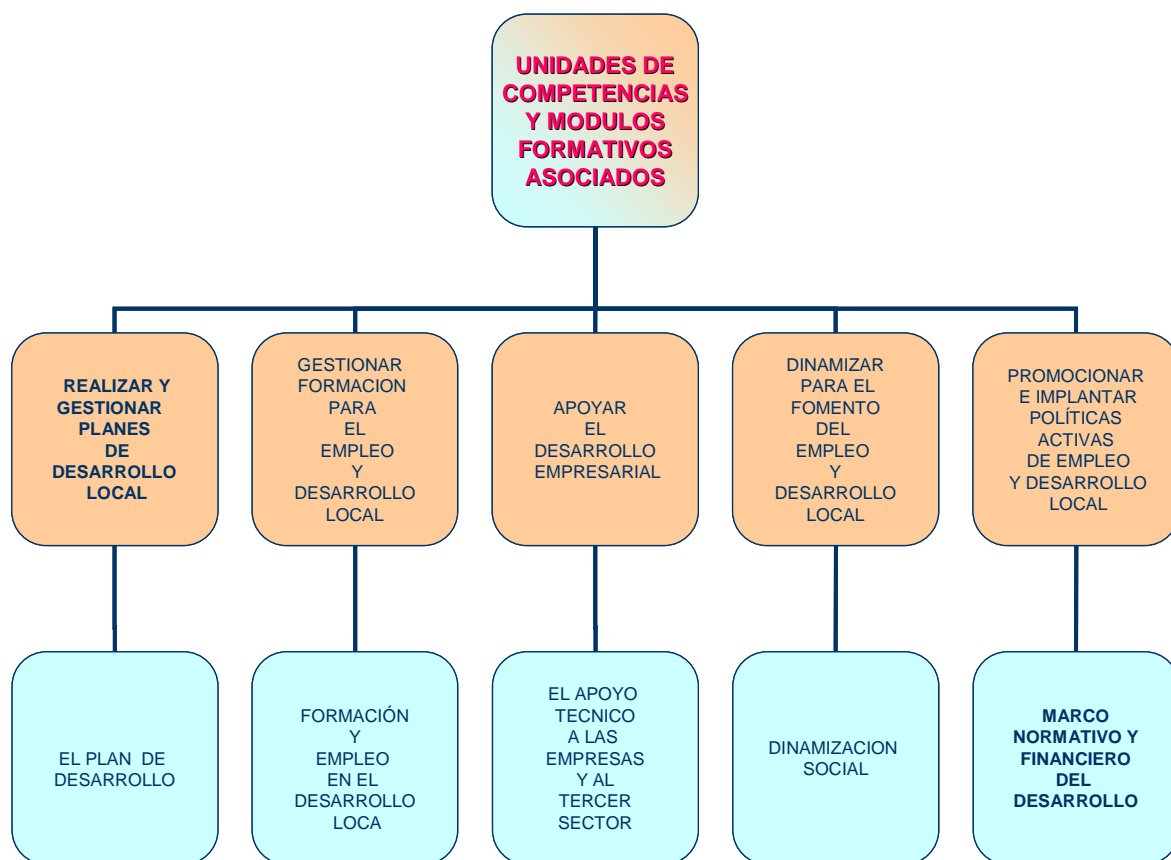 UNIDADES DE
COMPETENCIAS
Y MODULOS
FORMATIVOS
ASOCIADOS
REALIZAR Y
GESTIONAR
PLANES
DE
DESARROLLO
LOCAL
GESTIONAR
FORMACION
PARA
EL
EMPLEO
Y
DESARROLLO
LOCAL
APOYAR
EL
DESARROLLO
EMPRESARIAL
DINAMIZAR
PARA EL
FOMENTO
DEL
EMPLEO
Y
DESARROLLO
LOCAL
PROMOCIONAR
E IMPLANTAR
POLÍTICAS
ACTIVAS
DE EMPLEO
Y DESARROLLO
LOCAL
EL PLAN DE
DESARROLLO
FORMACIÓN
Y
EMPLEO
EN EL
DESARROLLO
LOCA
EL APOYO
TECNICO
A LAS
EMPRESAS
Y AL
TERCER
SECTOR
DINAMIZACION
SOCIAL
MARCO
NORMATIVO Y
FINANCIERO
DEL
DESARROLLO